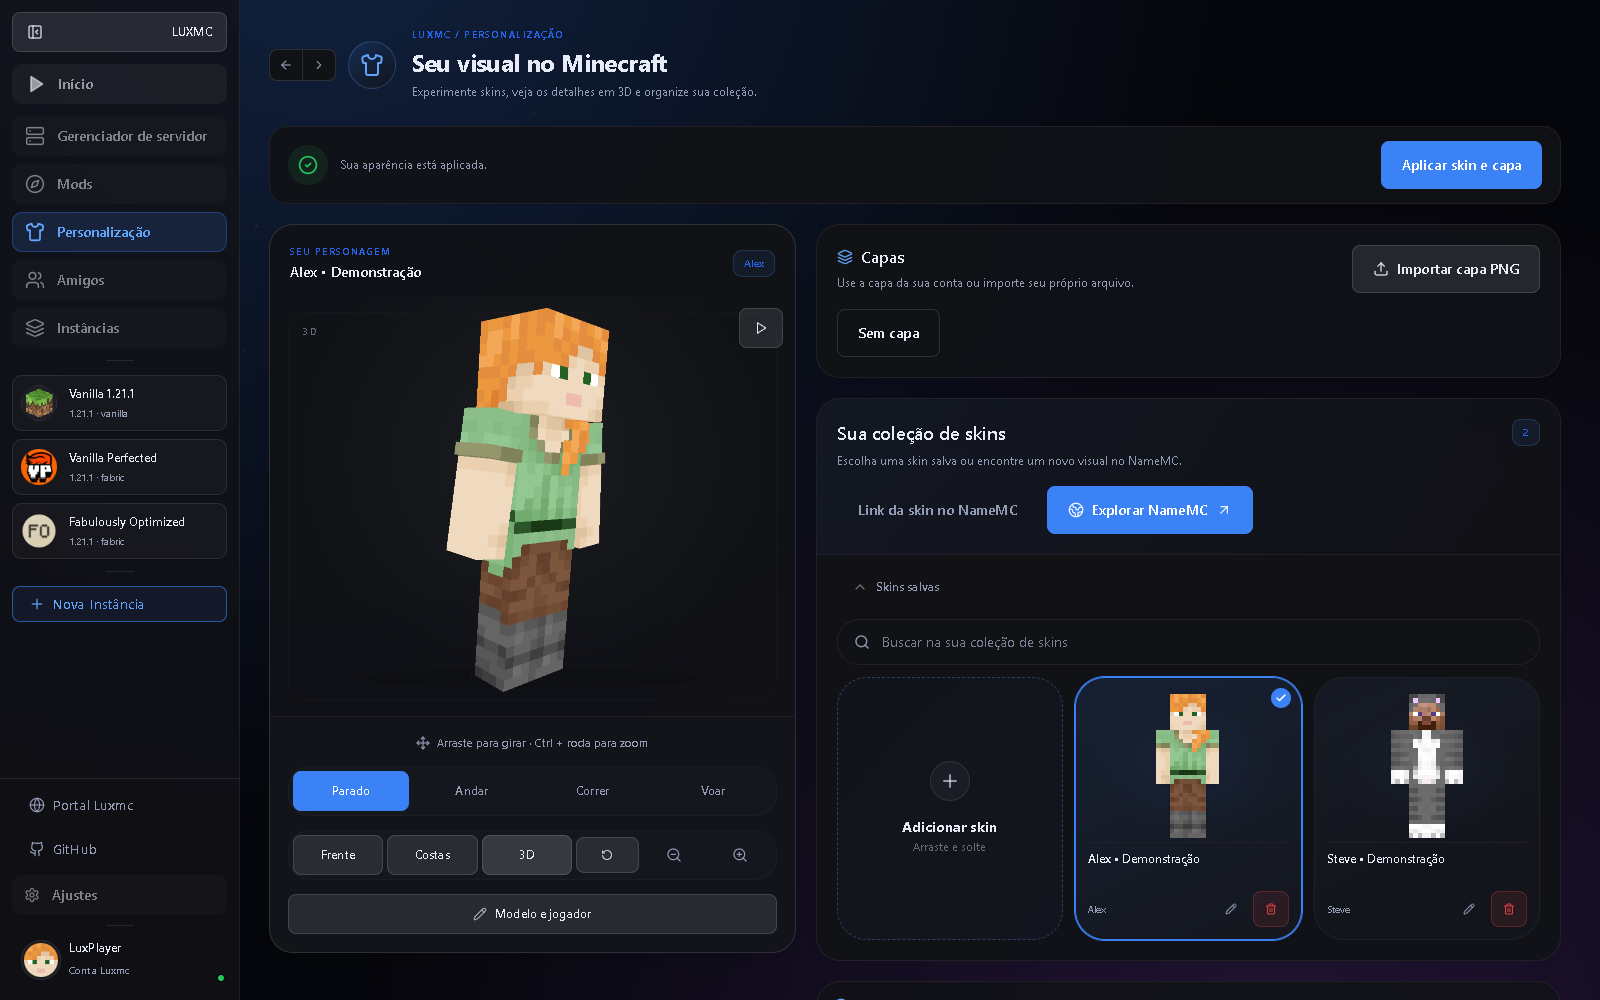 LUXMC
Início
Gerenciador de servidor
Mods
Personalização
Amigos
Instâncias
Vanilla 1.21.1
1.21.1 · vanilla
Vanilla Perfected
1.21.1 · fabric
Fabulously Optimized
1.21.1 · fabric
Nova Instância
Portal Luxmc
GitHub
Ajustes
LuxPlayer
Conta Luxmc
LUXMC / PERSONALIZAÇÃO
Seu visual no Minecraft
Experimente skins, veja os detalhes em 3D e organize sua coleção.
Sua aparência está aplicada.
Aplicar skin e capa
SEU PERSONAGEM
Alex • Demonstração
Alex
3D
Arraste para girar · Ctrl + roda para zoom
Parado
Andar
Correr
Voar
Frente
Costas
3D
Modelo e jogador
Capas
Use a capa da sua conta ou importe seu próprio arquivo.
Importar capa PNG
Sem capa
Sua coleção de skins
2
Escolha uma skin salva ou encontre um novo visual no NameMC.
Link da skin no NameMC
Explorar NameMC
Skins salvas
Buscar na sua coleção de skins
Adicionar skin
Arraste e solte
Alex • Demonstração
Alex
Steve • Demonstração
Steve
VP
FO